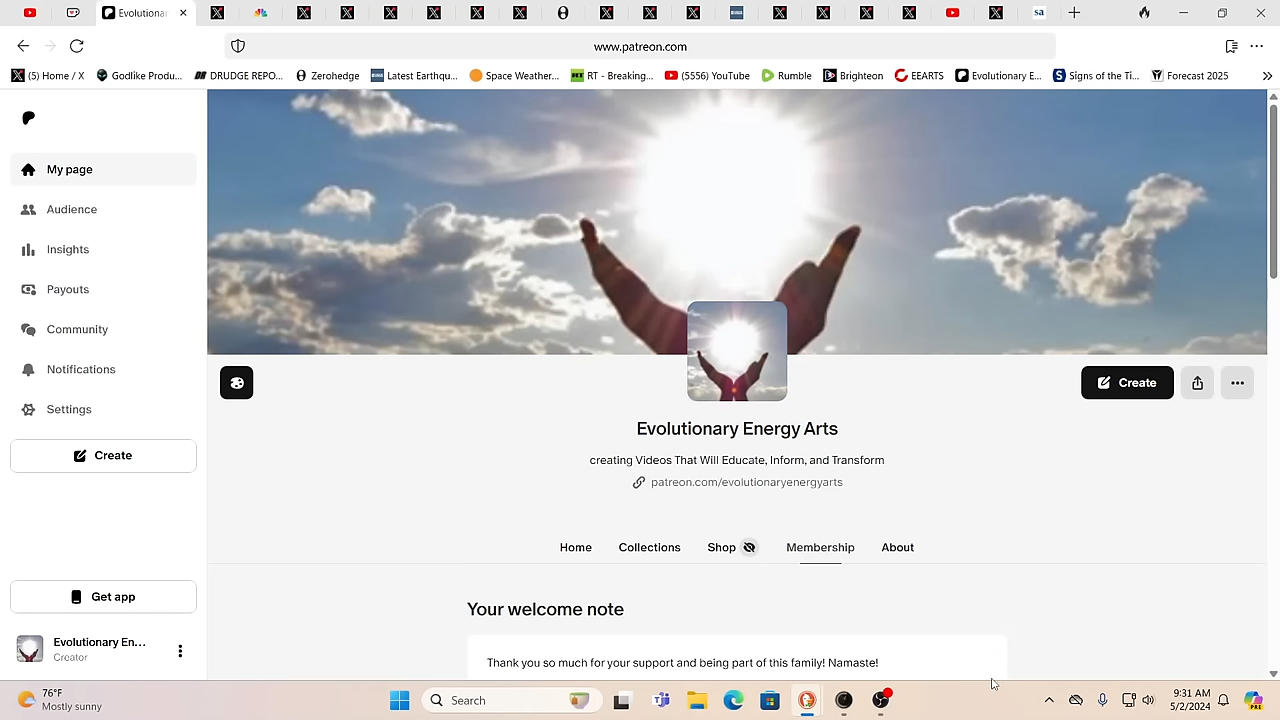 Evolutionar
sa
www.patreon.com
(5) Home / X
Godlike Produ...
DRUDGE REPO...
Zerohedge
Latest Earthqu...
Space Weather...
RT
RT - Breaking...
(5556) YouTube
Rumble
Brighteon
EEARTS
Evolutionary E...
S
Signs of the Ti...
Forecast 2025
My page
Audience
Insights
Payouts
Community
Notifications
Settings
Create
Get app
Evolutionary En...
Creator
Create
Evolutionary Energy Arts
creating Videos That Will Educate, Inform, and Transform
patreon.com/evolutionaryenergyarts
Home
Collections
Shop
Membership
About
Your welcome note
Thank you so much for your support and being part of this family! Namaste!
76°F
Mostly sunny
Search
9:31 AM
5/2/2024
PRE